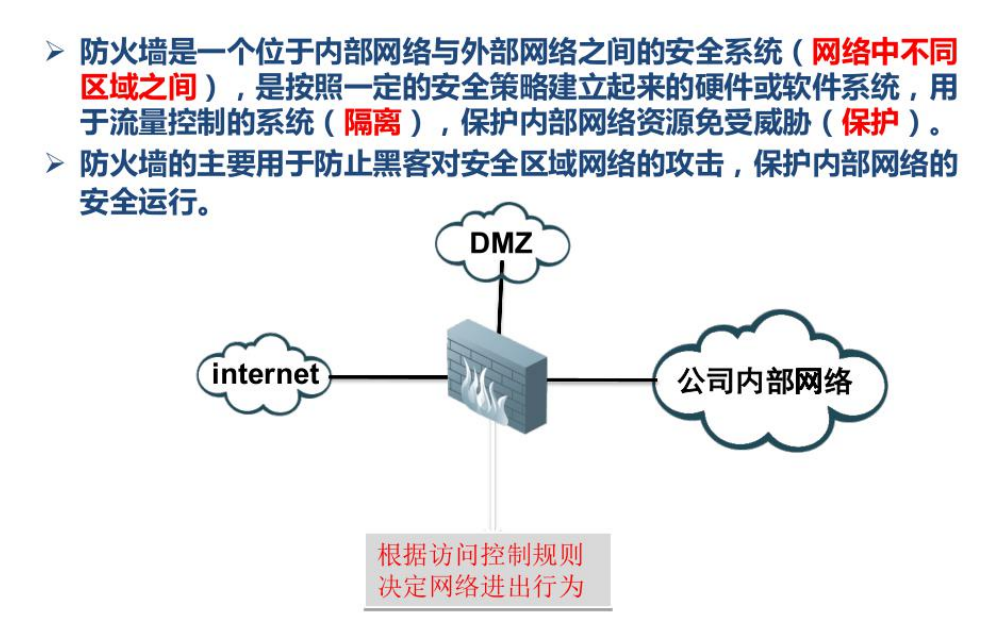 ➢ 防火墙是一个位于内部网络与外部网络之间的安全系统（网络中不同
区域之间），是按照一定的安全策略建立起来的硬件或软件系统，用
于流量控制的系统（隔离），保护内部网络资源免受威胁（保护）。
➢ 防火墙的主要用于防止黑客对安全区域网络的攻击，保护内部网络的
安全运行。
DMZ
internet
公司内部网络
根据访问控制规则
决定网络进出行为